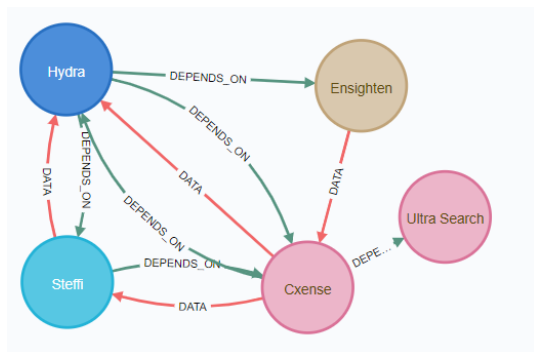 Hydra
DEPENDS_ON
Ensighten
DEPENDS_ON
DEPENDS_ON
DATA
DATA
DATA
DEPENDS_ON
Ultra Search
DEPE...
DEPENDS_ON
Steffi
Cxense
DATA